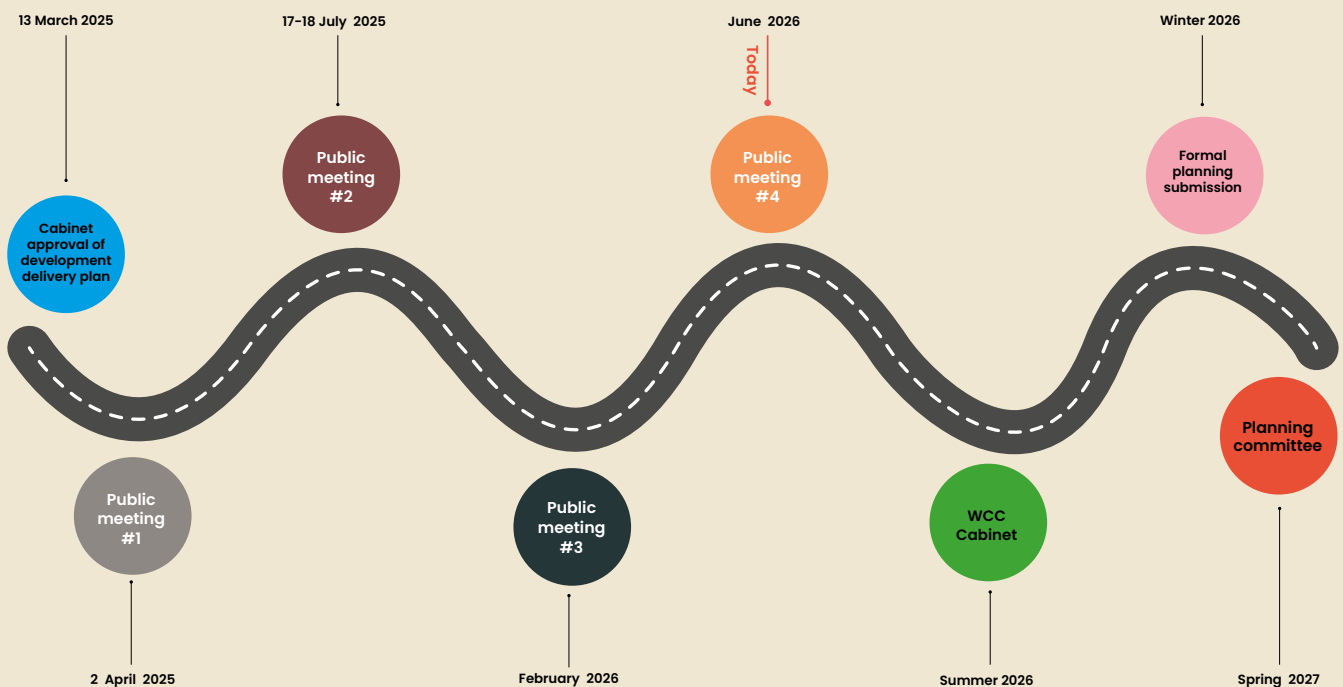 13 March 2025
17-18 July 2025
June 2026
Winter 2026
Today
Public
meeting
#2
Public
meeting
#4
Formal
planning
submission
Cabinet
approval of
development
delivery plan
Planning
committee
Public
meeting
#1
Public
meeting
#3
WCC
Cabinet
2 April 2025
February 2026
Summer 2026
Spring 2027